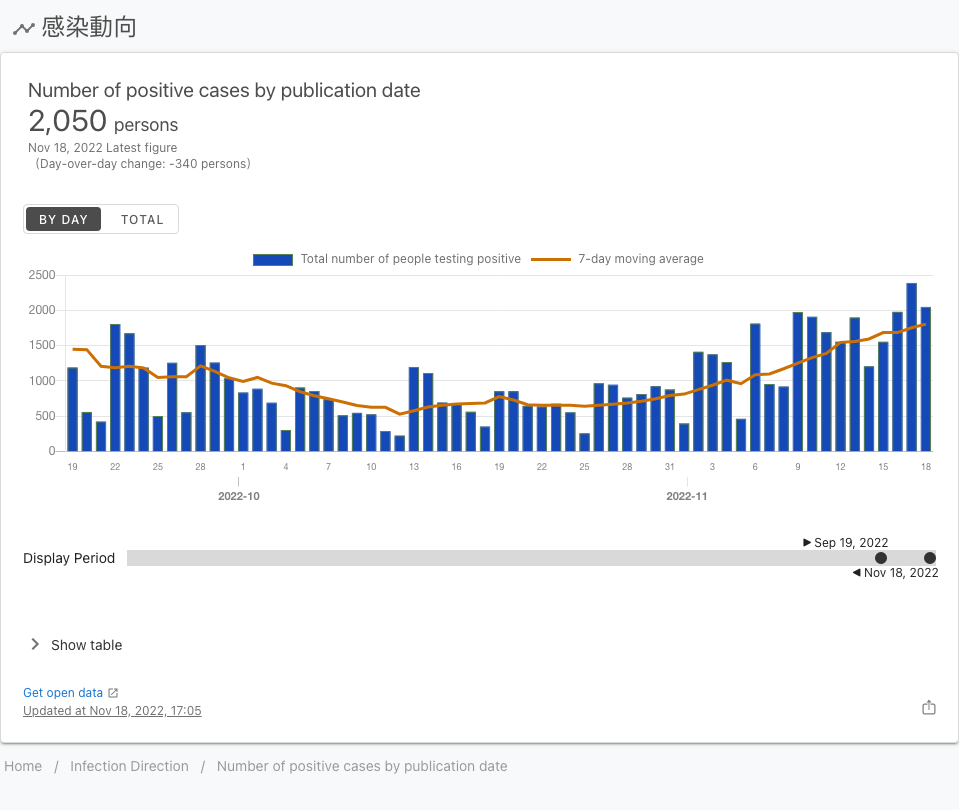 感染動向
Number of positive cases by publication date
2,050 persons
Nov 18, 2022 Latest figure
(Day-over-day change: -340 persons)
BY DAY TOTAL
Total number of people testing positive 7-day moving average
2500
2000
1500
1000
500
0
19 22 25 28 1 4 7 10 13 16 19 22 25 28 31 3 6 9 12 15 18
2022-10 2022-11
Sep 19, 2022
Display Period
Nov 18, 2022
Show table
Get open data
Updated at Nov 18, 2022, 17:05
Home / Infection Direction / Number of positive cases by publication date